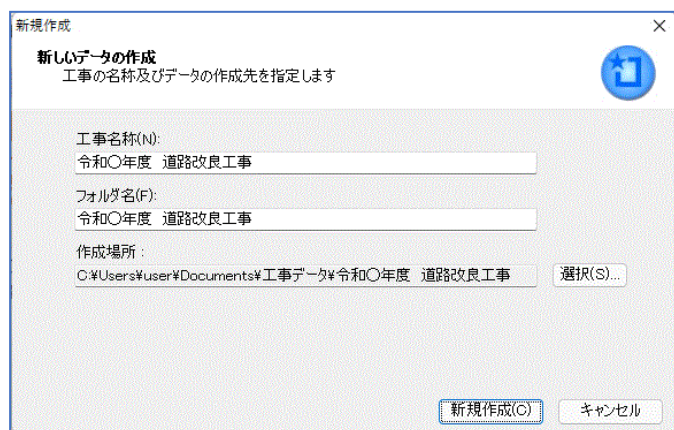 新規作成
新しいデータの作成
工事の名称及びデータの作成先を指定します
工事名称(N):
令和〇年度 道路改良工事
フォルダ名(F):
令和〇年度 道路改良工事
作成場所：
C:¥Users¥user¥Documents¥工事データ¥令和〇年度 道路改良工事
選択(S)...
新規作成(C)
キャンセル